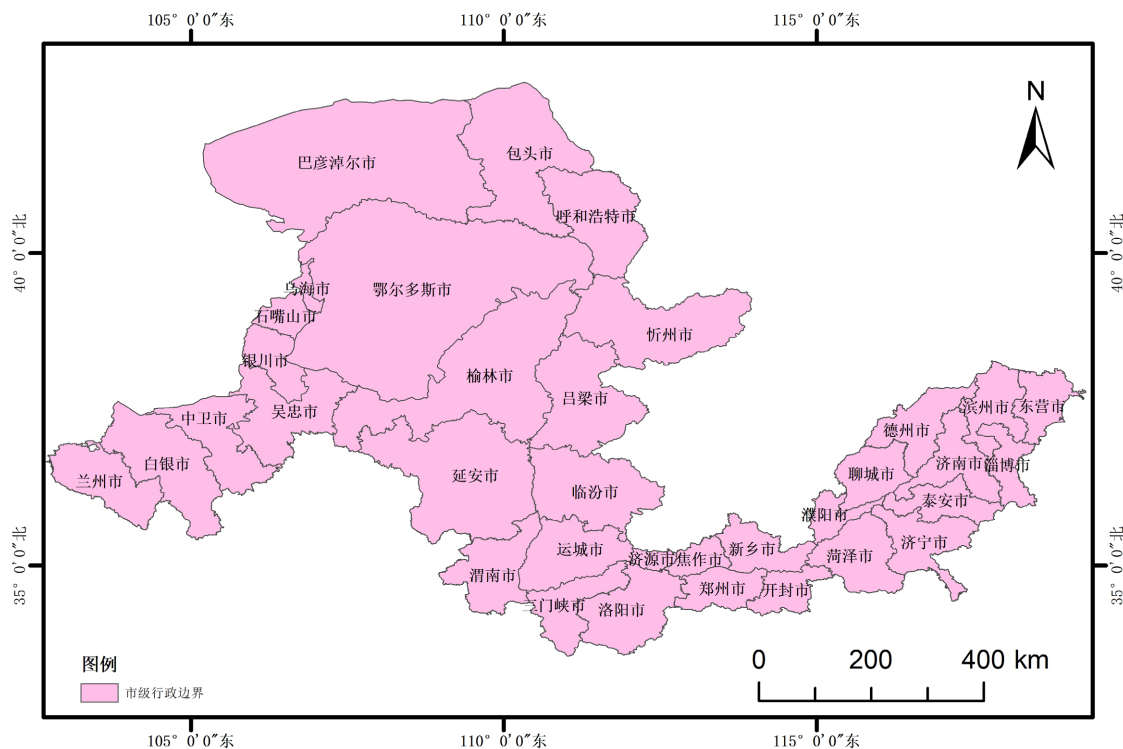 105° 0'0"东 110° 0'0"东 115° 0'0"东
N
巴彦淖尔市
包头市
呼和浩特市
40° 0'0"北
40° 0'0"北
乌海市
鄂尔多斯市
石嘴山市
忻州市
银川市
榆林市
吕梁市
中卫市
吴忠市
滨州市
东营市
德州市
兰州市
白银市
延安市
临汾市
聊城市
济南市
淄博市
泰安市
濮阳市
运城市
济源市
焦作市
新乡市
菏泽市
济宁市
35° 0'0"北
35° 0'0"北
渭南市
三门峡市
洛阳市
郑州市
开封市
图例
市级行政边界
0 200 400 km
105° 0'0"东 110° 0'0"东 115° 0'0"东